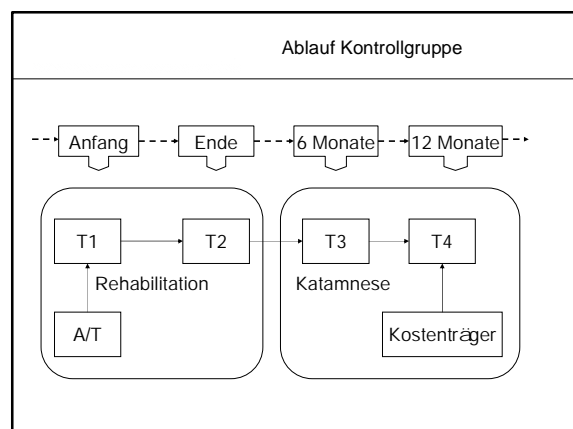 Ablauf Kontrollgruppe
Anfang Ende 6 Monate 12 Monate
T1 T2 T3 T4
Rehabilitation Katamnese
A/T Kostenträger